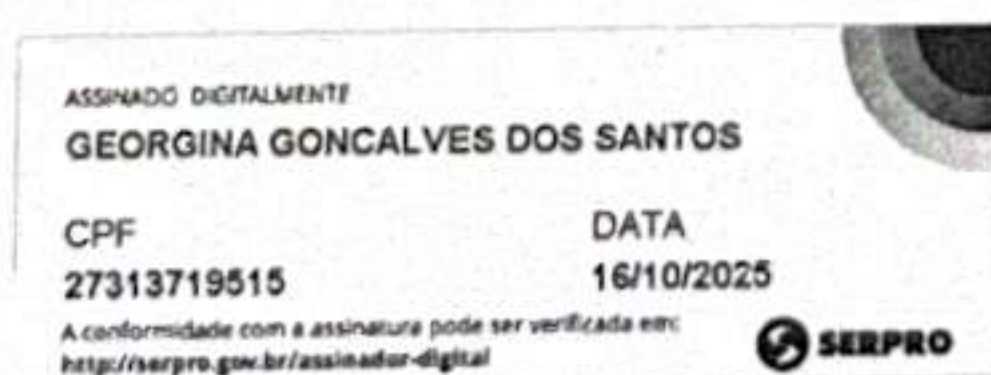 ASSINADO DIGITALMENTE
GEORGINA GONCALVES DOS SANTOS
CPF
DATA
27313719515
16/10/2025
A conformidade com a assinatura pode ser verificada em:
http://serpro.gov.br/assinador-digital
SERPRO